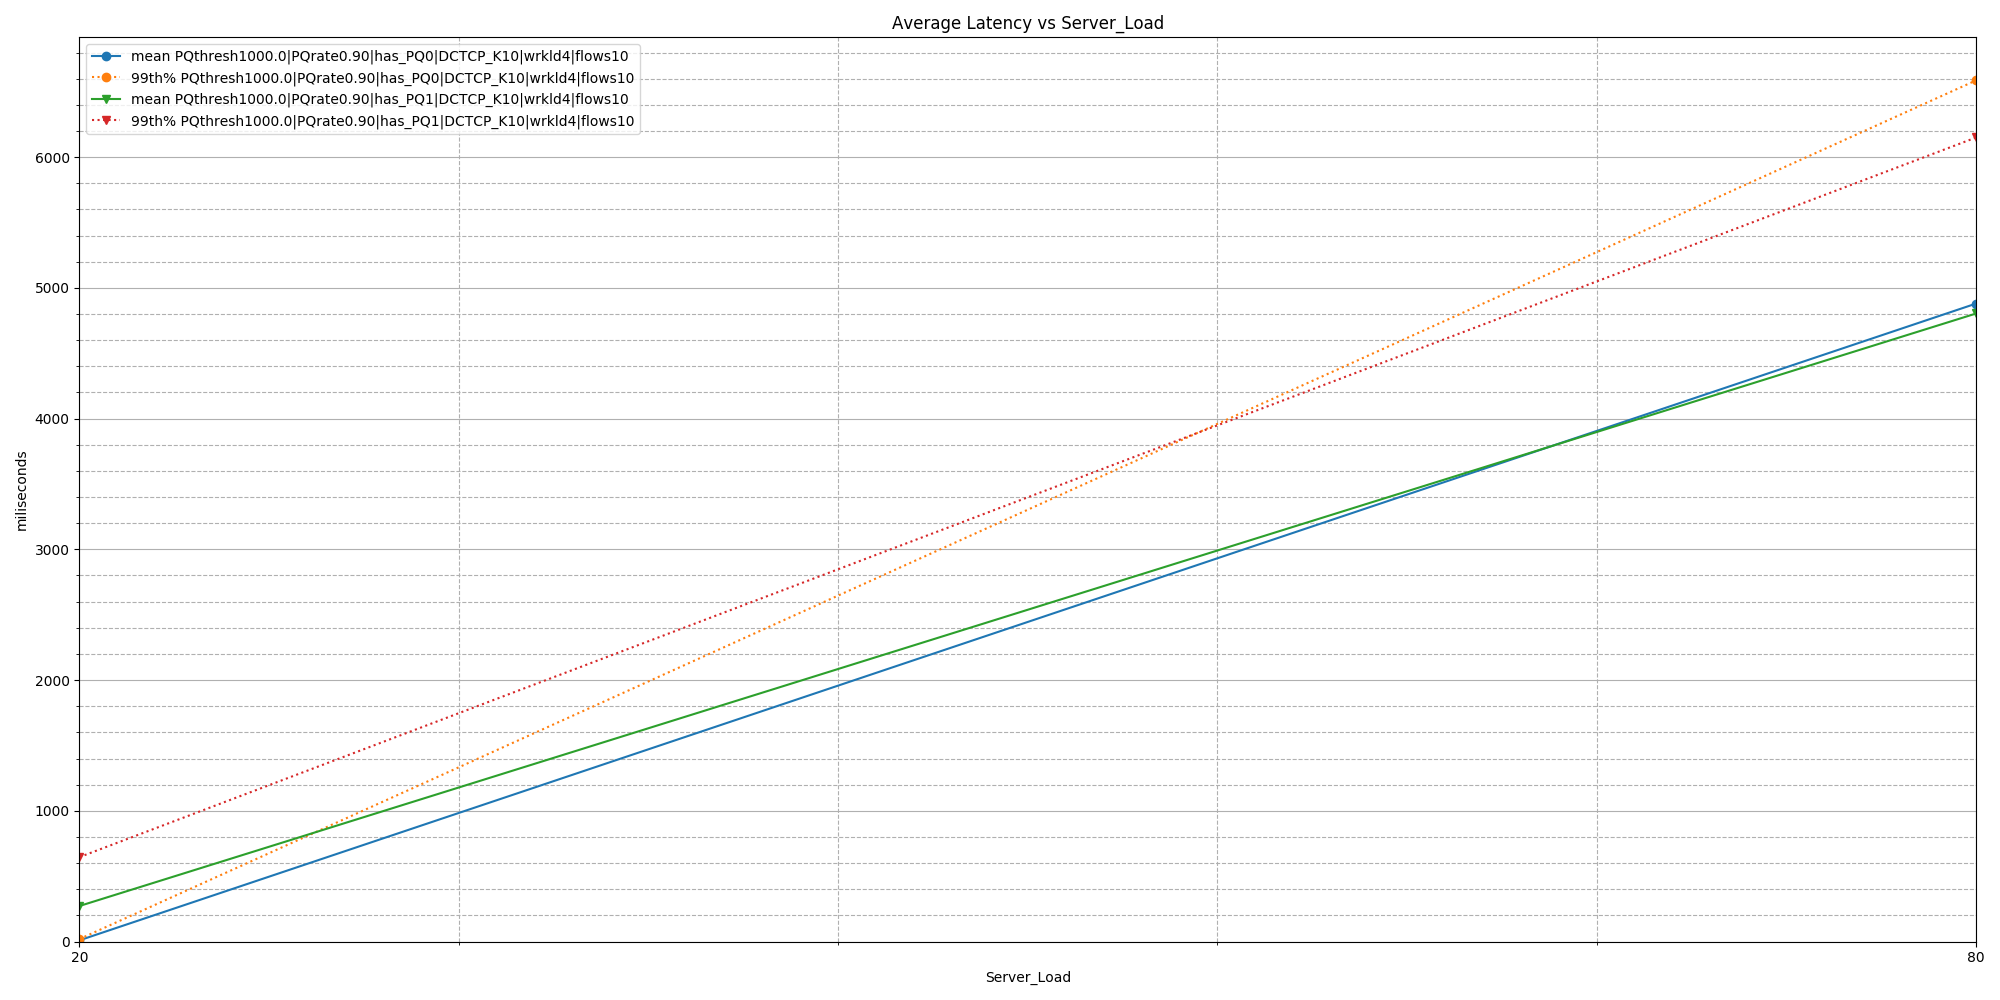 Average Latency vs Server_Load
mean PQthresh1000.0|PQrate0.90|has_PQ0|DCTCP_K10|wrkld4|flows10
99th% PQthresh1000.0|PQrate0.90|has_PQ0|DCTCP_K10|wrkld4|flows10
mean PQthresh1000.0|PQrate0.90|has_PQ1|DCTCP_K10|wrkld4|flows10
99th% PQthresh1000.0|PQrate0.90|has_PQ1|DCTCP_K10|wrkld4|flows10
miliseconds
6000
5000
4000
3000
2000
1000
0
20
80
Server_Load